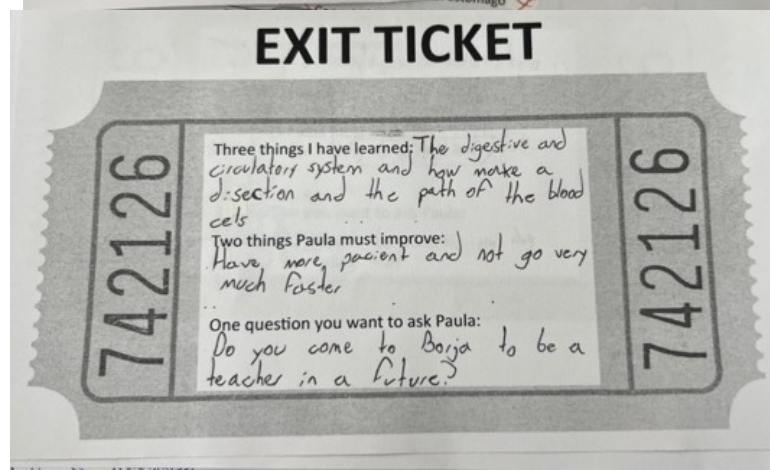 EXIT TICKET
742126
Three things I have learned: The digestive and
circulatory system and how make a
disection and the path of the blood
cels
Two things Paula must improve:
Have more pacient and not go very
much faster
One question you want to ask Paula:
Do you come to Borja to be a
teacher in a future?
742126